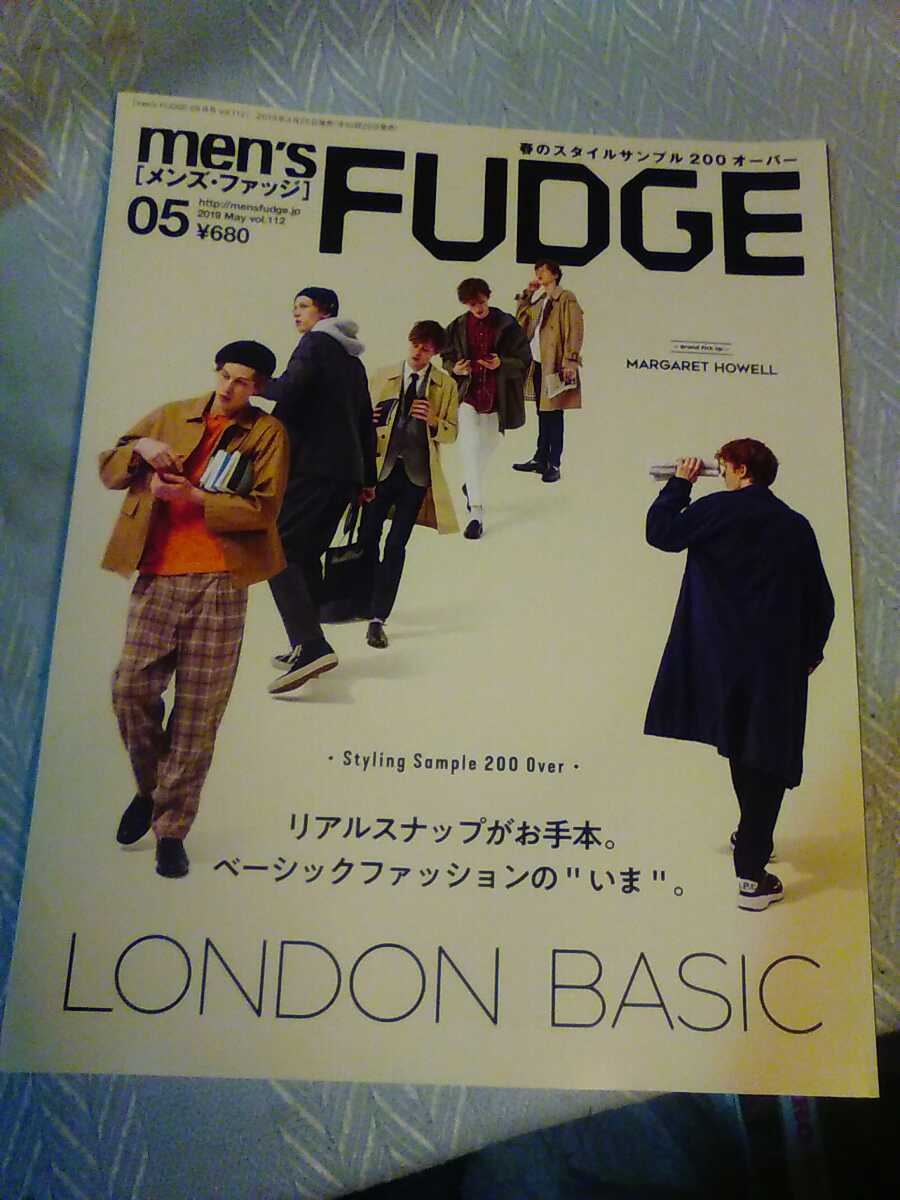 men's
[メンズ・ファッジ]
FUDGE
春のスタイルサンプル200オーバー
05
http://mensfudge.jp
2019 May vol.112
¥680
Brand Pick Up
MARGARET HOWELL
・Styling Sample 200 Over・
リアルスナップがお手本。
ベーシックファッションの"いま"。
LONDON BASIC